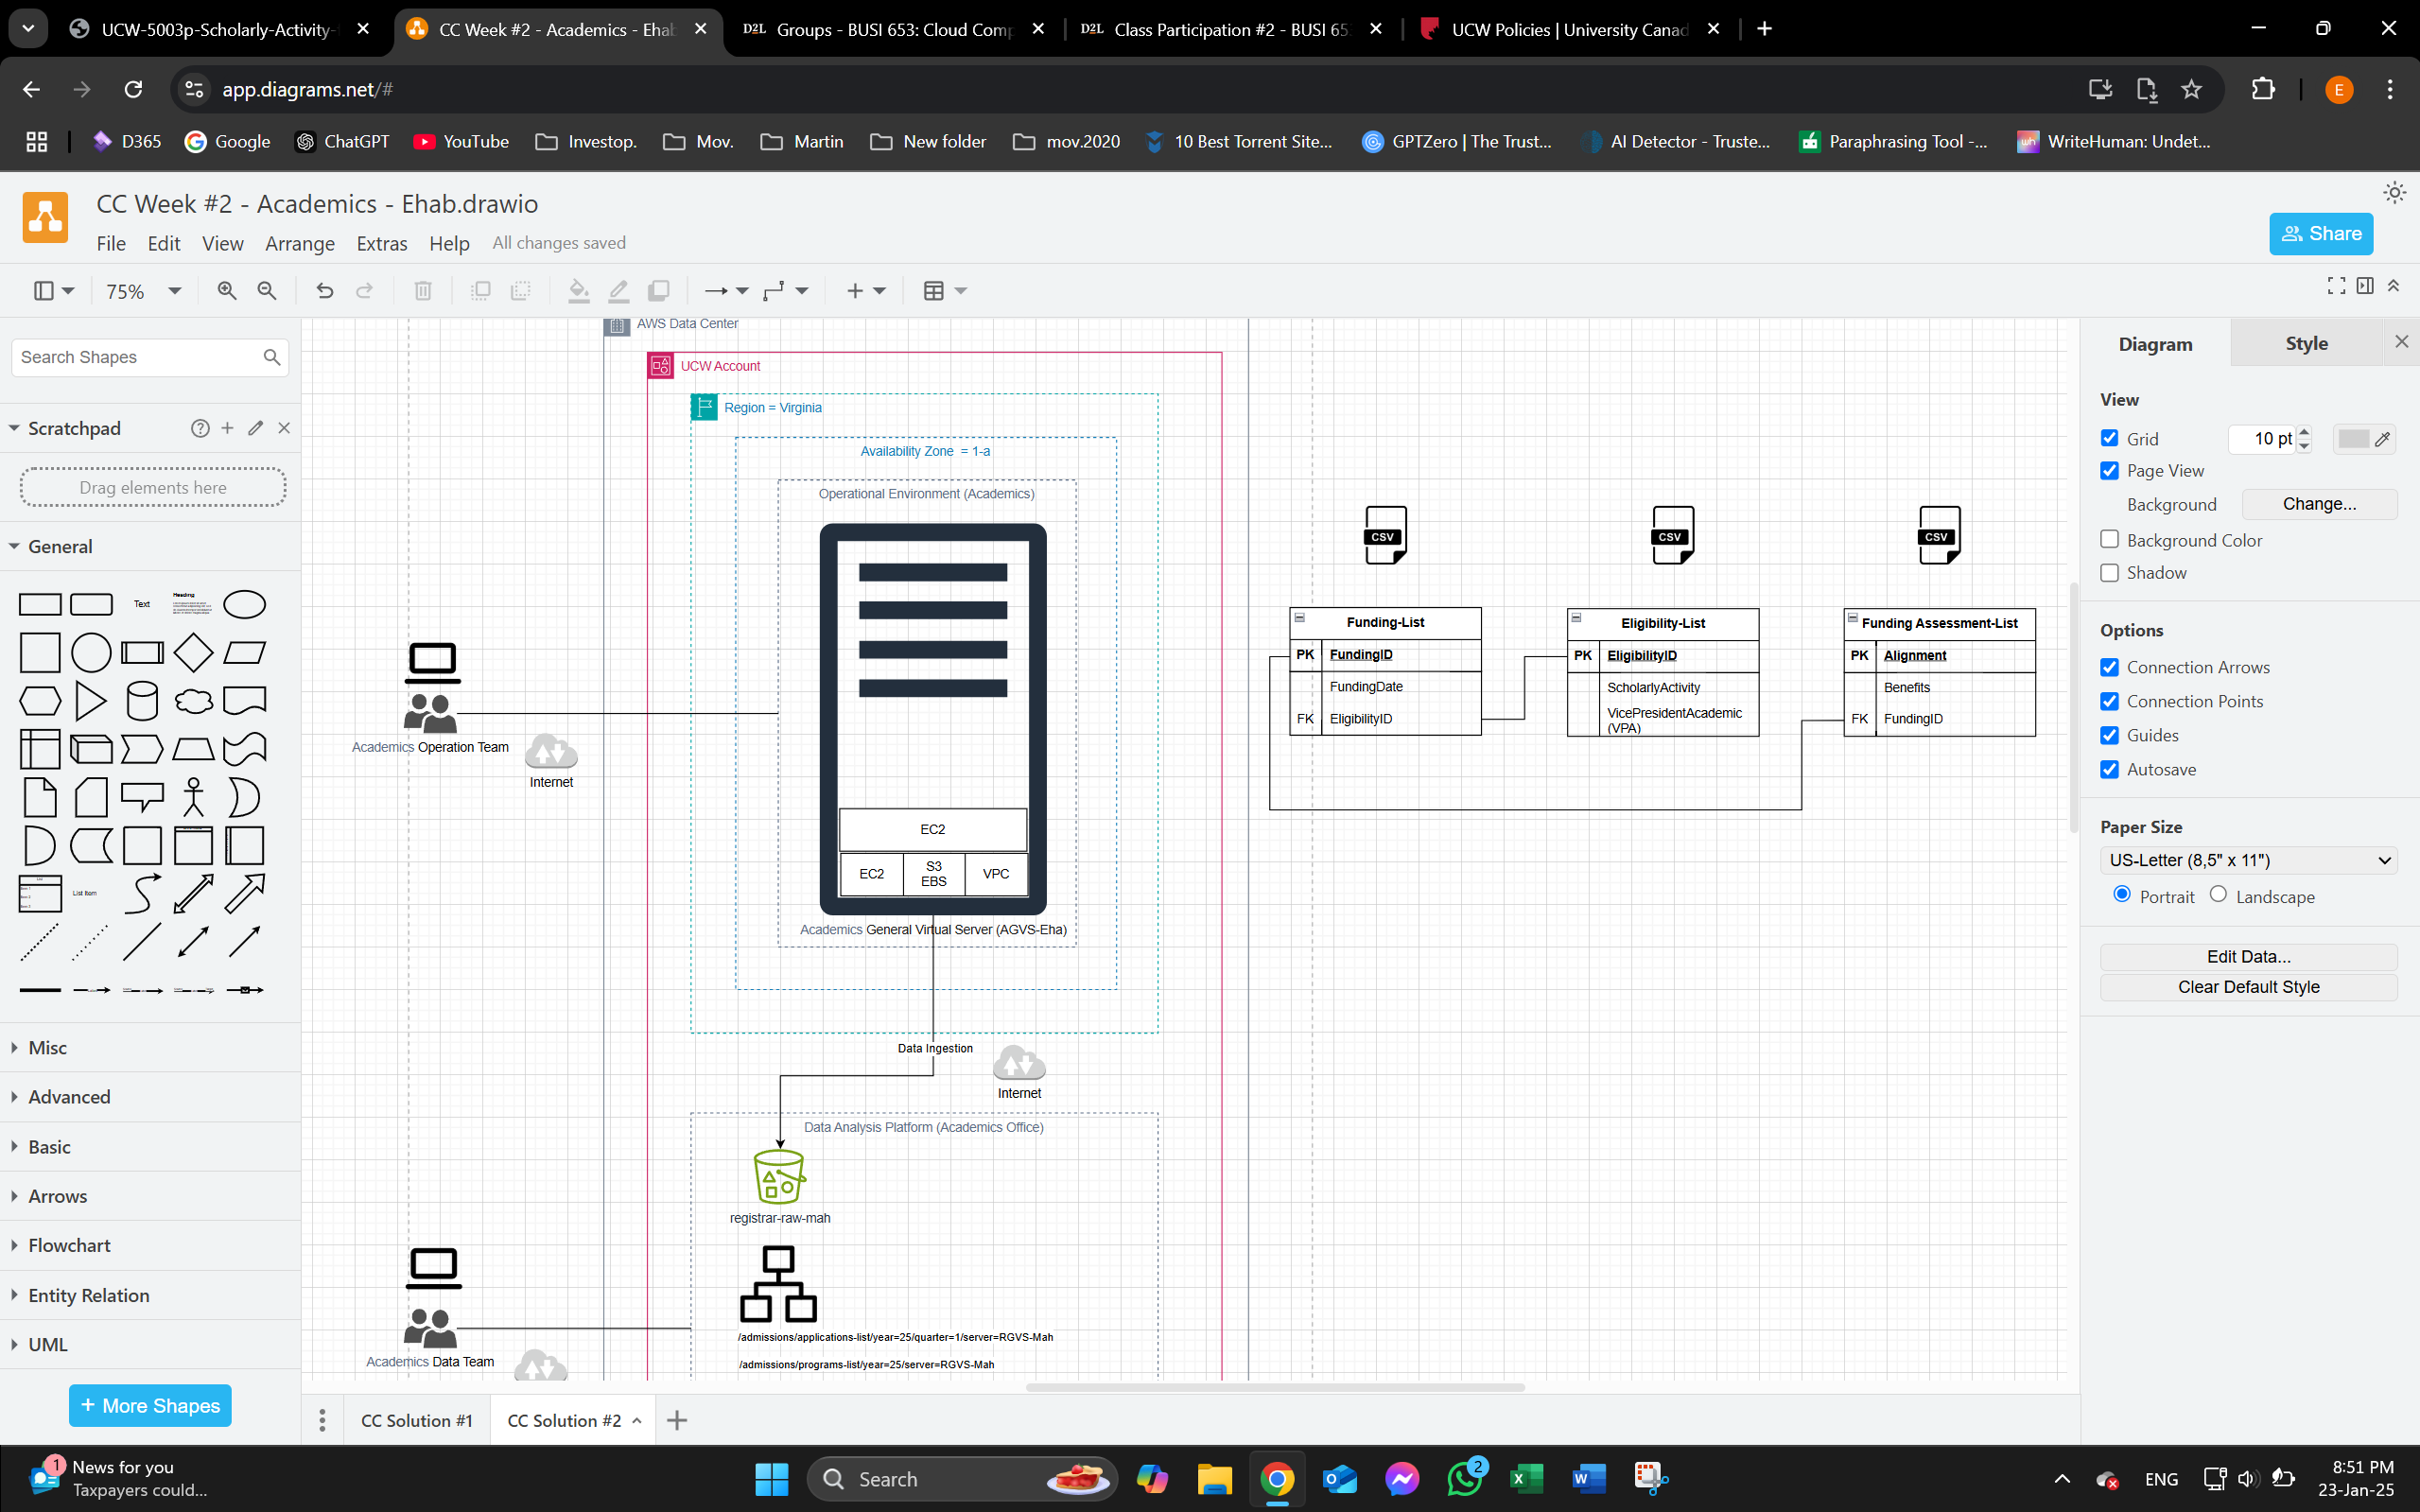 UCW-5003p-Scholarly-Activity-
CC Week #2 - Academics - Ehab
D2L Groups - BUSI 653: Cloud Comp
D2L Class Participation #2 - BUSI 65
UCW Policies | University Canad
app.diagrams.net/#
E
D365
Google
ChatGPT
YouTube
Investop.
Mov.
Martin
New folder
mov.2020
10 Best Torrent Site...
GPTZero | The Trust...
AI Detector - Truste...
Paraphrasing Tool -...
wh WriteHuman: Undet...
CC Week #2 - Academics - Ehab.drawio
File Edit View Arrange Extras Help All changes saved
Share
75%
Search Shapes
Scratchpad
Drag elements here
General
Text
Heading
List Item
Misc
Advanced
Basic
Arrows
Flowchart
Entity Relation
UML
+ More Shapes
AWS Data Center
UCW Account
Region = Virginia
Availability Zone = 1-a
Operational Environment (Academics)
EC2
EC2
S3
EBS
VPC
Academics General Virtual Server (AGVS-Eha)
Academics Operation Team
Internet
Data Ingestion
Internet
Data Analysis Platform (Academics Office)
registrar-raw-mah
/admissions/applications-list/year=25/quarter=1/server=RGVS-Mah
/admissions/programs-list/year=25/server=RGVS-Mah
Academics Data Team
CSV
CSV
CSV
Funding-List
PK FundingID
FundingDate
FK EligibilityID
Eligibility-List
PK EligibilityID
ScholarlyActivity
VicePresidentAcademic
(VPA)
Funding Assessment-List
PK Alignment
Benefits
FK FundingID
Diagram
Style
View
Grid
10 pt
Page View
Background
Change...
Background Color
Shadow
Options
Connection Arrows
Connection Points
Guides
Autosave
Paper Size
US-Letter (8,5" x 11")
Portrait
Landscape
Edit Data...
Clear Default Style
CC Solution #1
CC Solution #2
1
News for you
Taxpayers could...
Search
2
ENG
8:51 PM
23-Jan-25